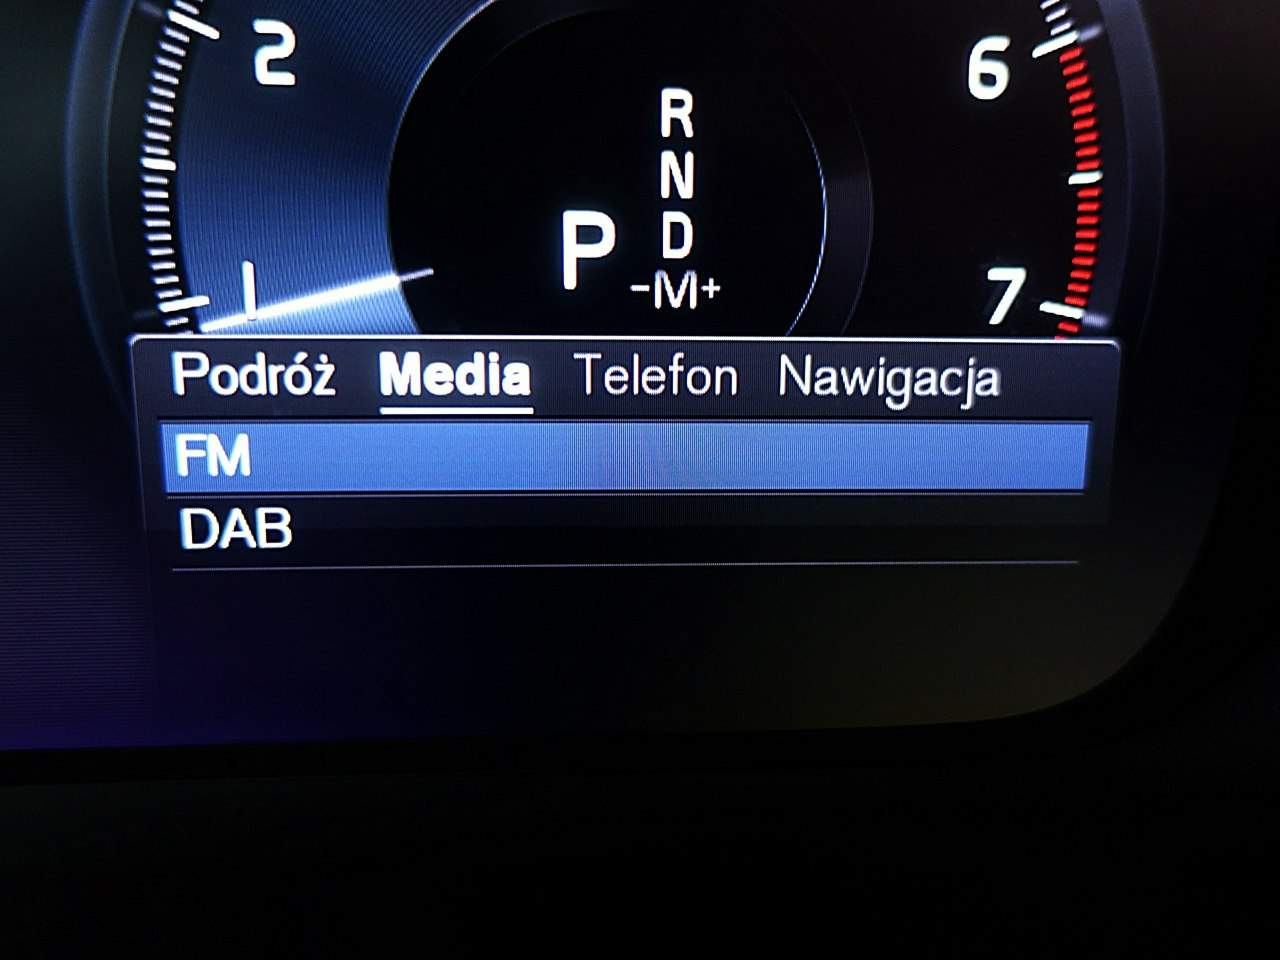 2
6
R
N
P D
-M+
1
7
Podróż Media Telefon Nawigacja
FM
DAB